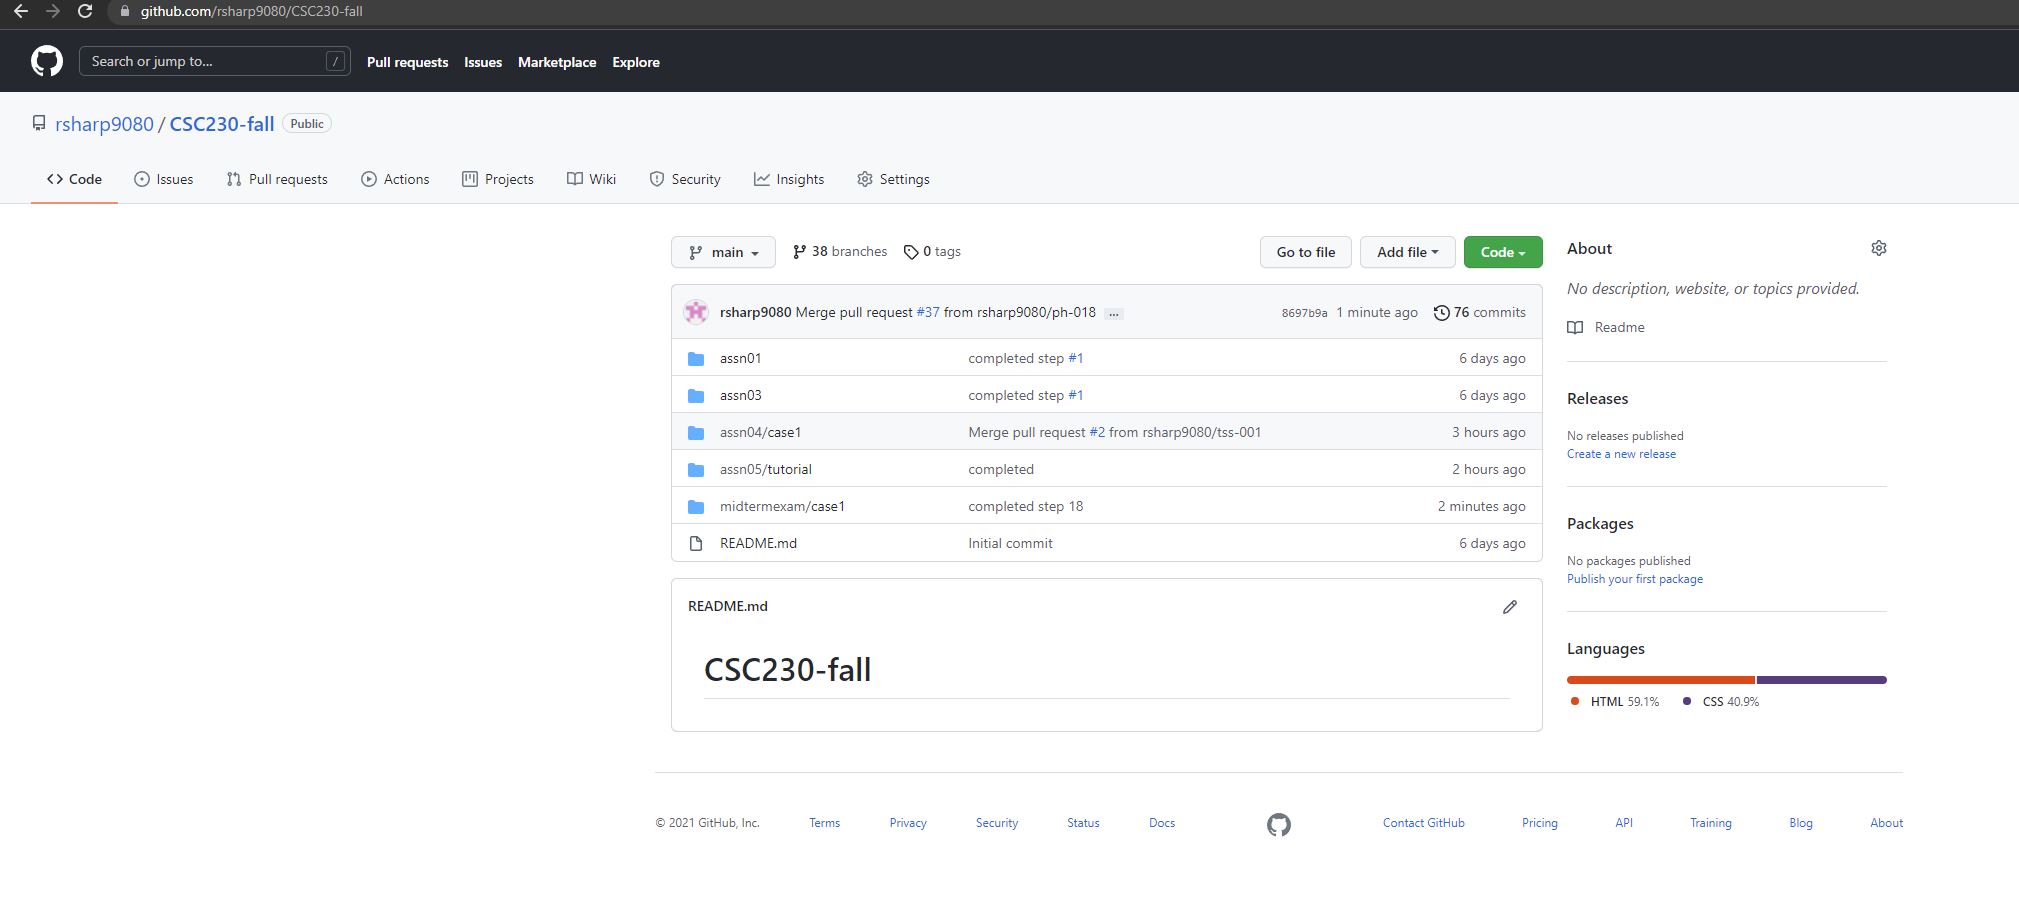 github.com/rsharp9080/CSC230-fall
Search or jump to... /
Pull requests Issues Marketplace Explore
rsharp9080 / CSC230-fall Public
<> Code Issues Pull requests Actions Projects Wiki Security Insights Settings
main 38 branches 0 tags Go to file Add file Code
rsharp9080 Merge pull request #37 from rsharp9080/ph-018 ... 8697b9a 1 minute ago 76 commits
assn01 completed step #1 6 days ago
assn03 completed step #1 6 days ago
assn04/case1 Merge pull request #2 from rsharp9080/tss-001 3 hours ago
assn05/tutorial completed 2 hours ago
midtermexam/case1 completed step 18 2 minutes ago
README.md Initial commit 6 days ago
README.md
CSC230-fall
About
No description, website, or topics provided.
Readme
Releases
No releases published
Create a new release
Packages
No packages published
Publish your first package
Languages
HTML 59.1% CSS 40.9%
© 2021 GitHub, Inc. Terms Privacy Security Status Docs Contact GitHub Pricing API Training Blog About